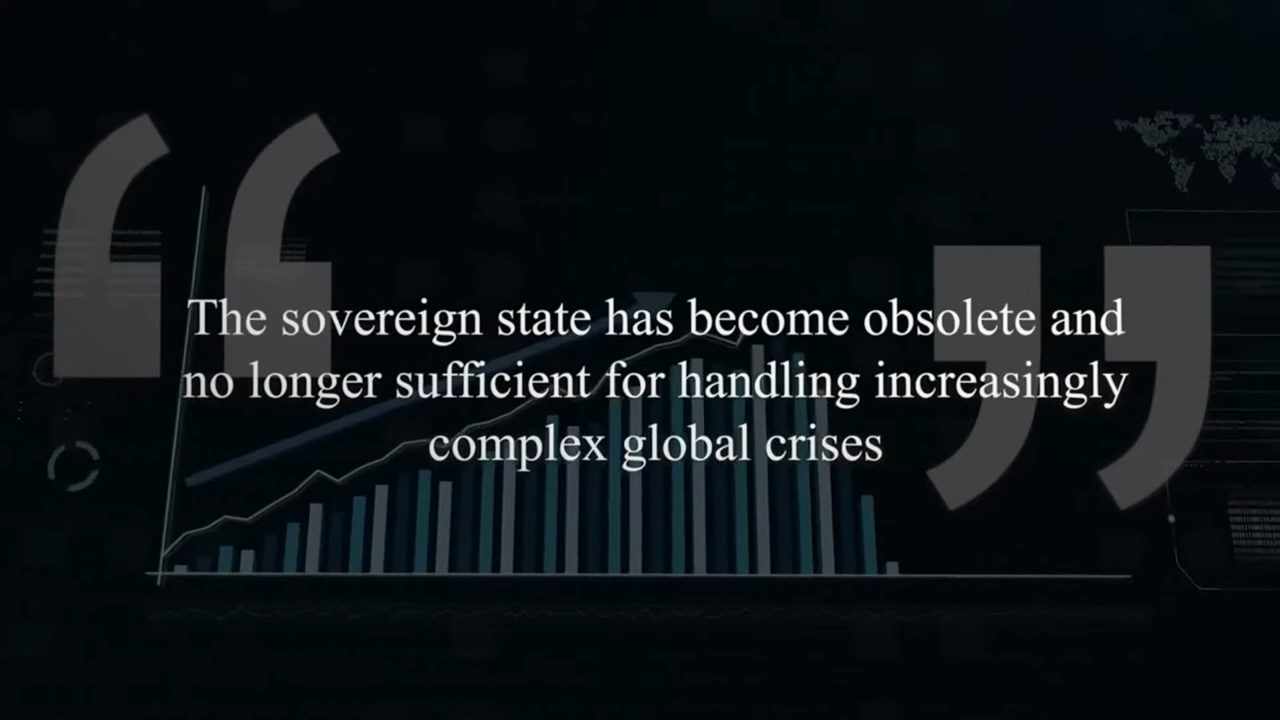 The sovereign state has become obsolete and
no longer sufficient for handling increasingly
complex global crises